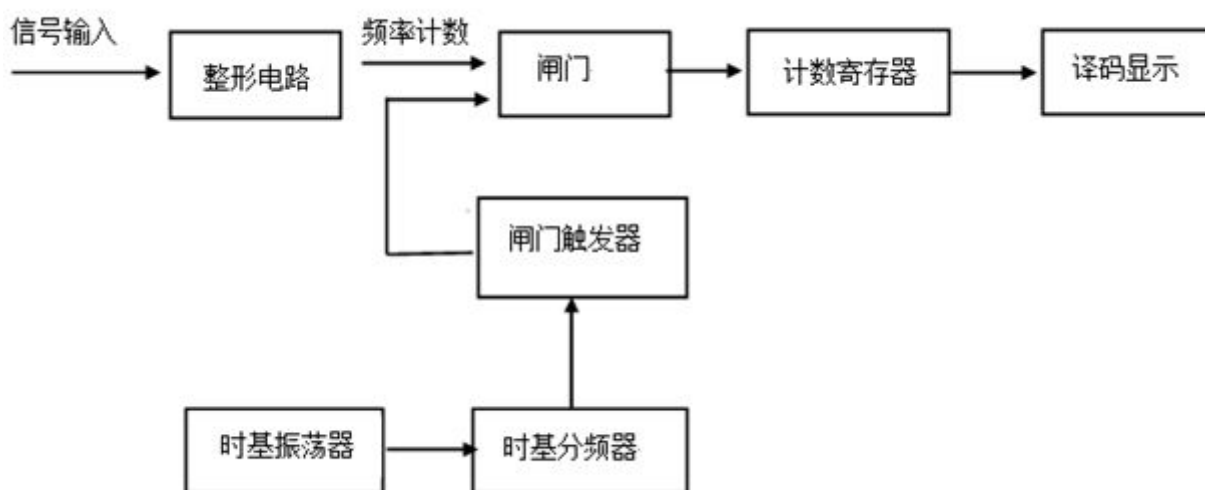 信号输入
整形电路
频率计数
闸门
计数寄存器
译码显示
闸门触发器
时基振荡器
时基分频器